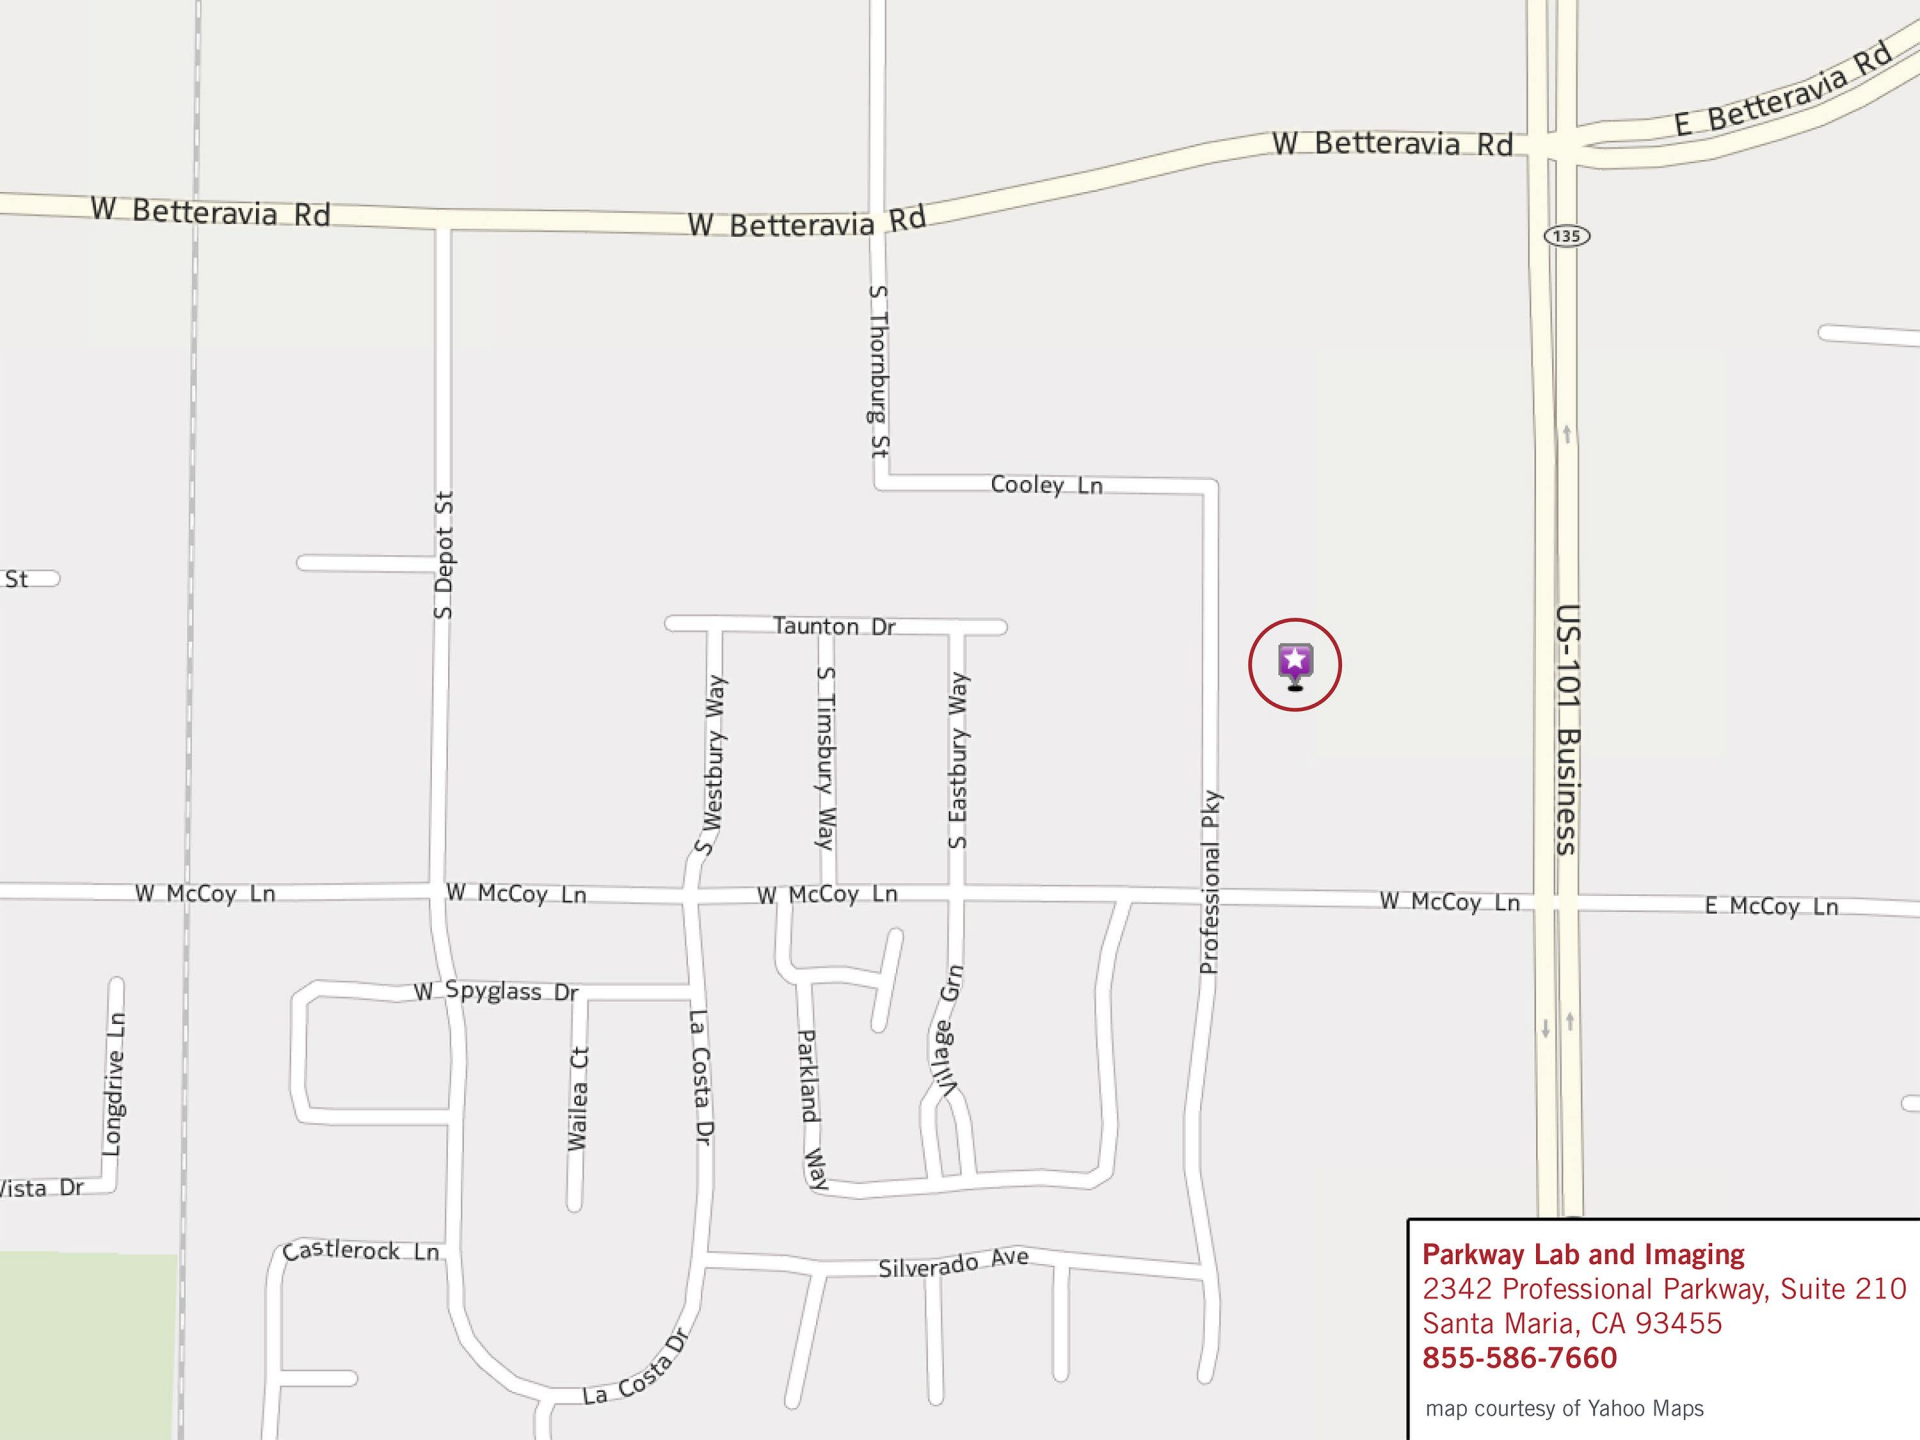 E Betteravia Rd
W Betteravia Rd
W Betteravia Rd
W Betteravia Rd
135
S Thornburg St
Cooley Ln
S Depot St
St
Taunton Dr
S Westbury Way
S Timsbury Way
S Eastbury Way
US-101 Business
Professional Pky
W McCoy Ln
W McCoy Ln
W McCoy Ln
W McCoy Ln
E McCoy Ln
W Spyglass Dr
Village Grn
Longdrive Ln
Wailea Ct
La Costa Dr
Parkland Way
Vista Dr
Castlerock Ln
Silverado Ave
La Costa Dr
Parkway Lab and Imaging
2342 Professional Parkway, Suite 210
Santa Maria, CA 93455
855-586-7660
map courtesy of Yahoo Maps